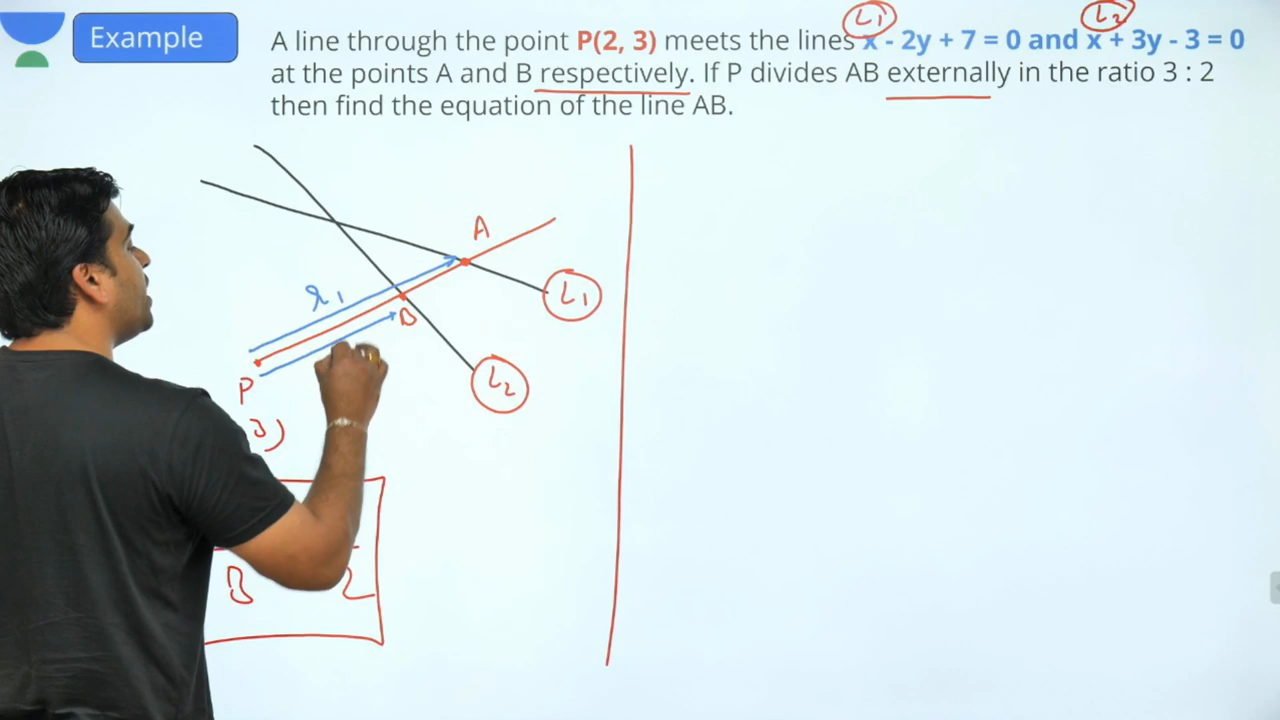 L1 L2
Example
A line through the point P(2, 3) meets the lines x - 2y + 7 = 0 and x + 3y - 3 = 0
at the points A and B respectively. If P divides AB externally in the ratio 3 : 2
then find the equation of the line AB.
A
r1
L1
B
P
L2
3)
B 2